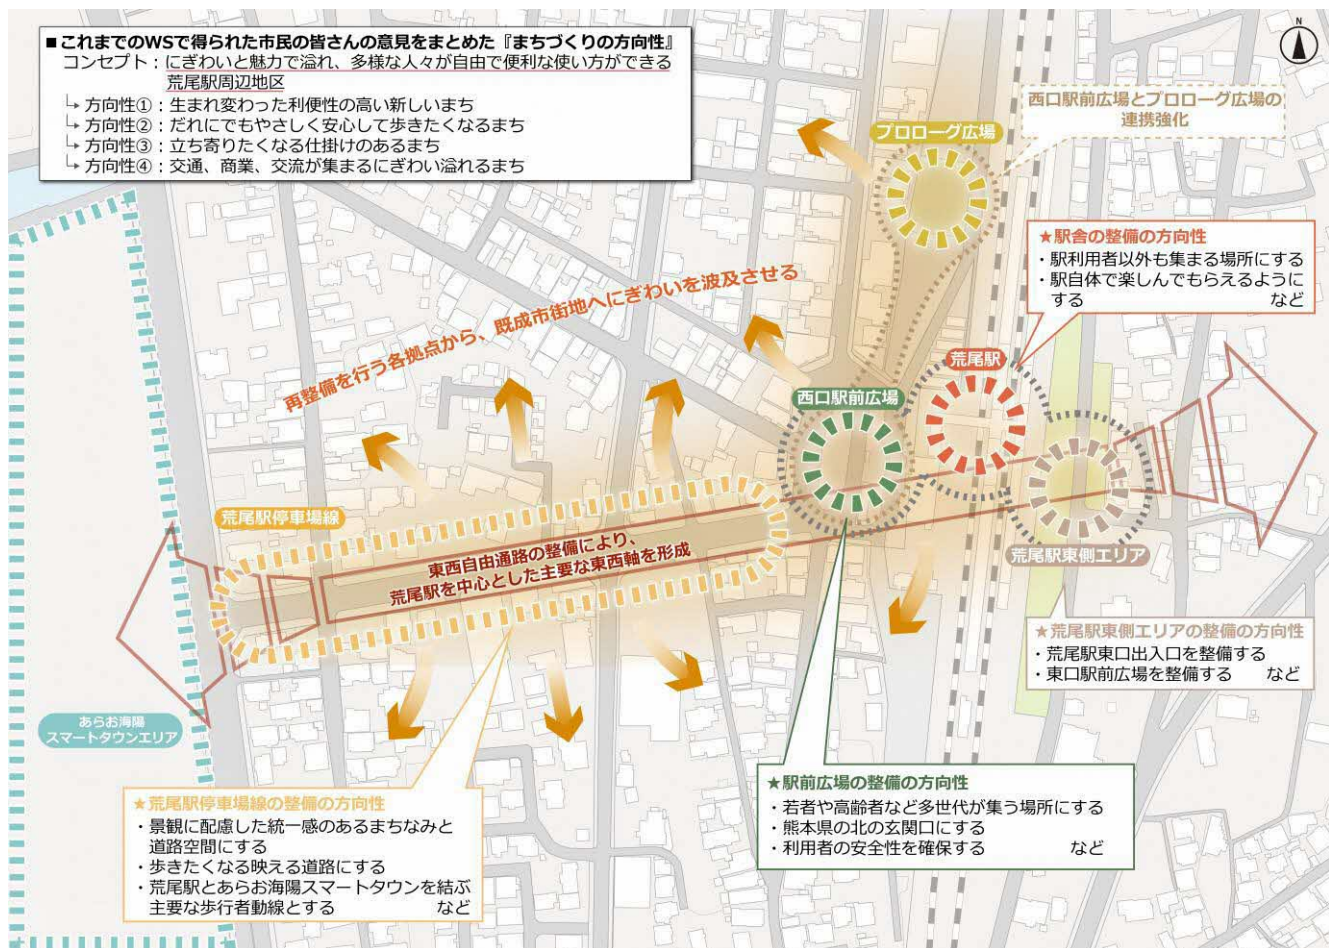 ■これまでのWSで得られた市民の皆さんの意見をまとめた『まちづくりの方向性』
コンセプト：にぎわいと魅力で溢れ、多様な人々が自由で便利な使い方ができる
荒尾駅周辺地区
↳ 方向性①：生まれ変わった利便性の高い新しいまち
↳ 方向性②：だれにでもやさしく安心して歩きたくなるまち
↳ 方向性③：立ち寄りたくなる仕掛けのあるまち
↳ 方向性④：交通、商業、交流が集まるにぎわい溢れるまち
N
西口駅前広場とプロローグ広場の
連携強化
プロローグ広場
★駅舎の整備の方向性
・駅利用者以外も集まる場所にする
・駅自体で楽しんでもらえるように
する　など
再整備を行う各拠点から、既成市街地へにぎわいを波及させる
荒尾駅
西口駅前広場
荒尾駅停車場線
東西自由通路の整備により、
荒尾駅を中心とした主要な東西軸を形成
荒尾駅東側エリア
★荒尾駅東側エリアの整備の方向性
・荒尾駅東口出入口を整備する
・東口駅前広場を整備する　など
あらお海陽
スマートタウンエリア
★荒尾駅停車場線の整備の方向性
・景観に配慮した統一感のあるまちなみと
道路空間にする
・歩きたくなる映える道路にする
・荒尾駅とあらお海陽スマートタウンを結ぶ
主要な歩行者動線とする　など
★駅前広場の整備の方向性
・若者や高齢者など多世代が集う場所にする
・熊本県の北の玄関口にする
・利用者の安全性を確保する　など